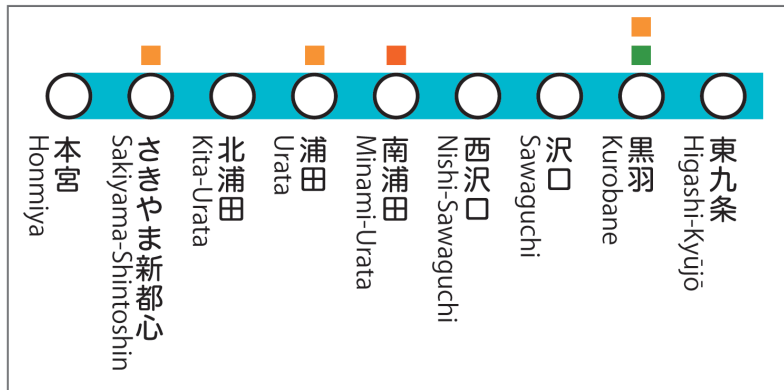 本宮
Honmiya
さきやま新都心
Sakiyama-Shintoshin
北浦田
Kita-Urata
浦田
Urata
南浦田
Minami-Urata
西沢口
Nishi-Sawaguchi
沢口
Sawaguchi
黒羽
Kurobane
東九条
Higashi-Kyūjō